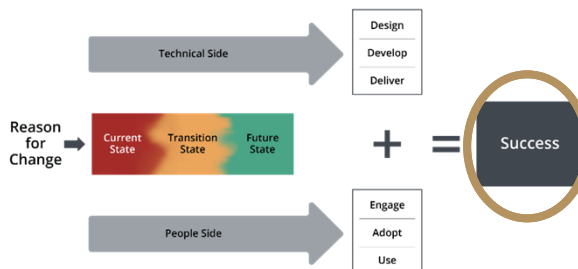 Design
Technical Side
Develop
Deliver
Reason
for
Change
Current
State
Transition
State
Future
State
+
=
Success
Engage
People Side
Adopt
Use